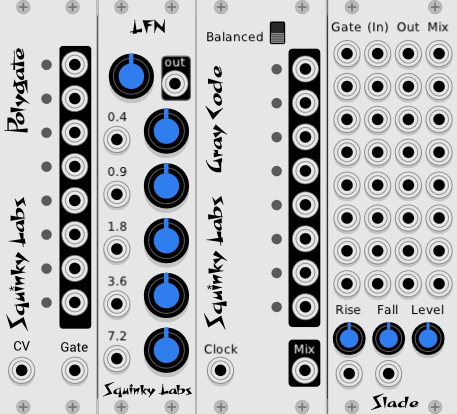 Polygate
Squinky Labs
CV
Gate
LFN
out
0.4
0.9
1.8
3.6
7.2
Squinky Labs
Balanced
Gray Code
Squinky Labs
Clock
Mix
Gate (In) Out Mix
Rise Fall Level
Slade